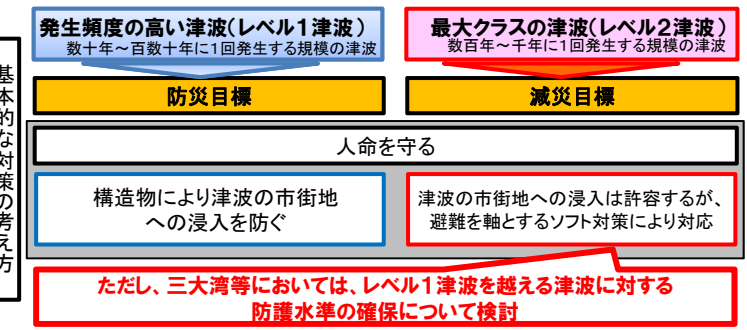 発生頻度の高い津波（レベル１津波）
数十年～百数十年に１回発生する規模の津波
最大クラスの津波（レベル２津波）
数百年～千年に１回発生する規模の津波
防災目標
減災目標
基本的な対策の考え方
人命を守る
構造物により津波の市街地
への浸入を防ぐ
津波の市街地への浸入は許容するが、
避難を軸とするソフト対策により対応
ただし、三大湾等においては、レベル１津波を越える津波に対する
防護水準の確保について検討